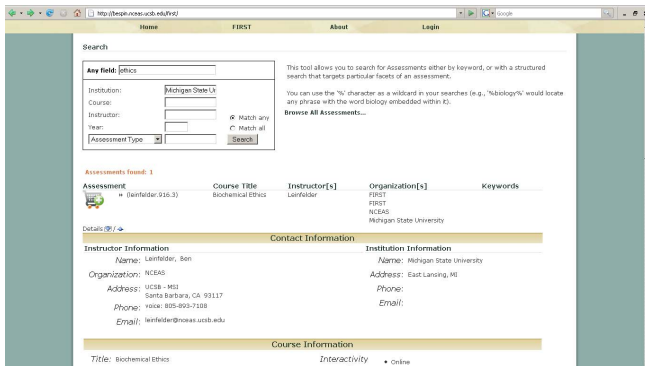 http://bespin.nceas.ucsb.edu/first/
Google
Home FIRST About Login
Search
Any field: ethics
Institution: Michigan State Ur
Course:
Instructor:
Year:
Assessment Type
Match any
Match all
Search
This tool allows you to search for Assessments either by keyword, or with a structured
search that targets particular facets of an assessment.
You can use the '%' character as a wildcard in your searches (e.g., '%biology%' would locate
any phrase with the word biology embedded within it).
Browse All Assessments...
Assessments found: 1
Assessment Course Title Instructor[s] Organization[s] Keywords
» (leinfelder.916.3) Biochemical Ethics Leinfelder FIRST
FIRST
NCEAS
Michigan State University
Details /
Contact Information
Instructor Information
Name: Leinfelder, Ben
Organization: NCEAS
Address: UCSB - MSI
Santa Barbara, CA 93117
Phone: voice: 805-893-7108
Email: leinfelder@nceas.ucsb.edu
Institution Information
Name: Michigan State University
Address: East Lansing, MI
Phone:
Email:
Course Information
Title: Biochemical Ethics Interactivity • Online